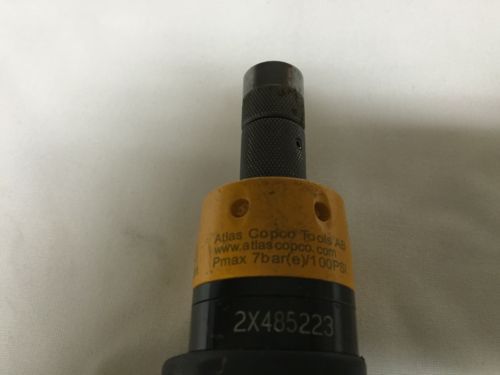 Atlas Copco Tools AB
www.atlascopco.com
Pmax 7bar(e)/100PSI
2X485223